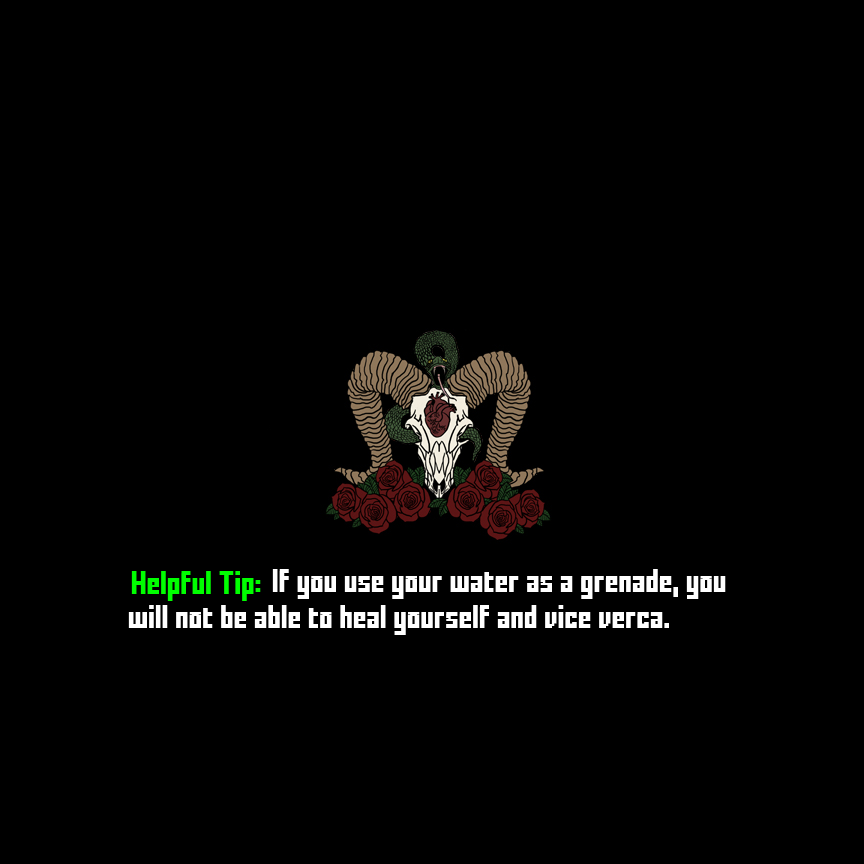 Helpful Tip: If you use your water as a grenade, you
will not be able to heal yourself and vice verca.